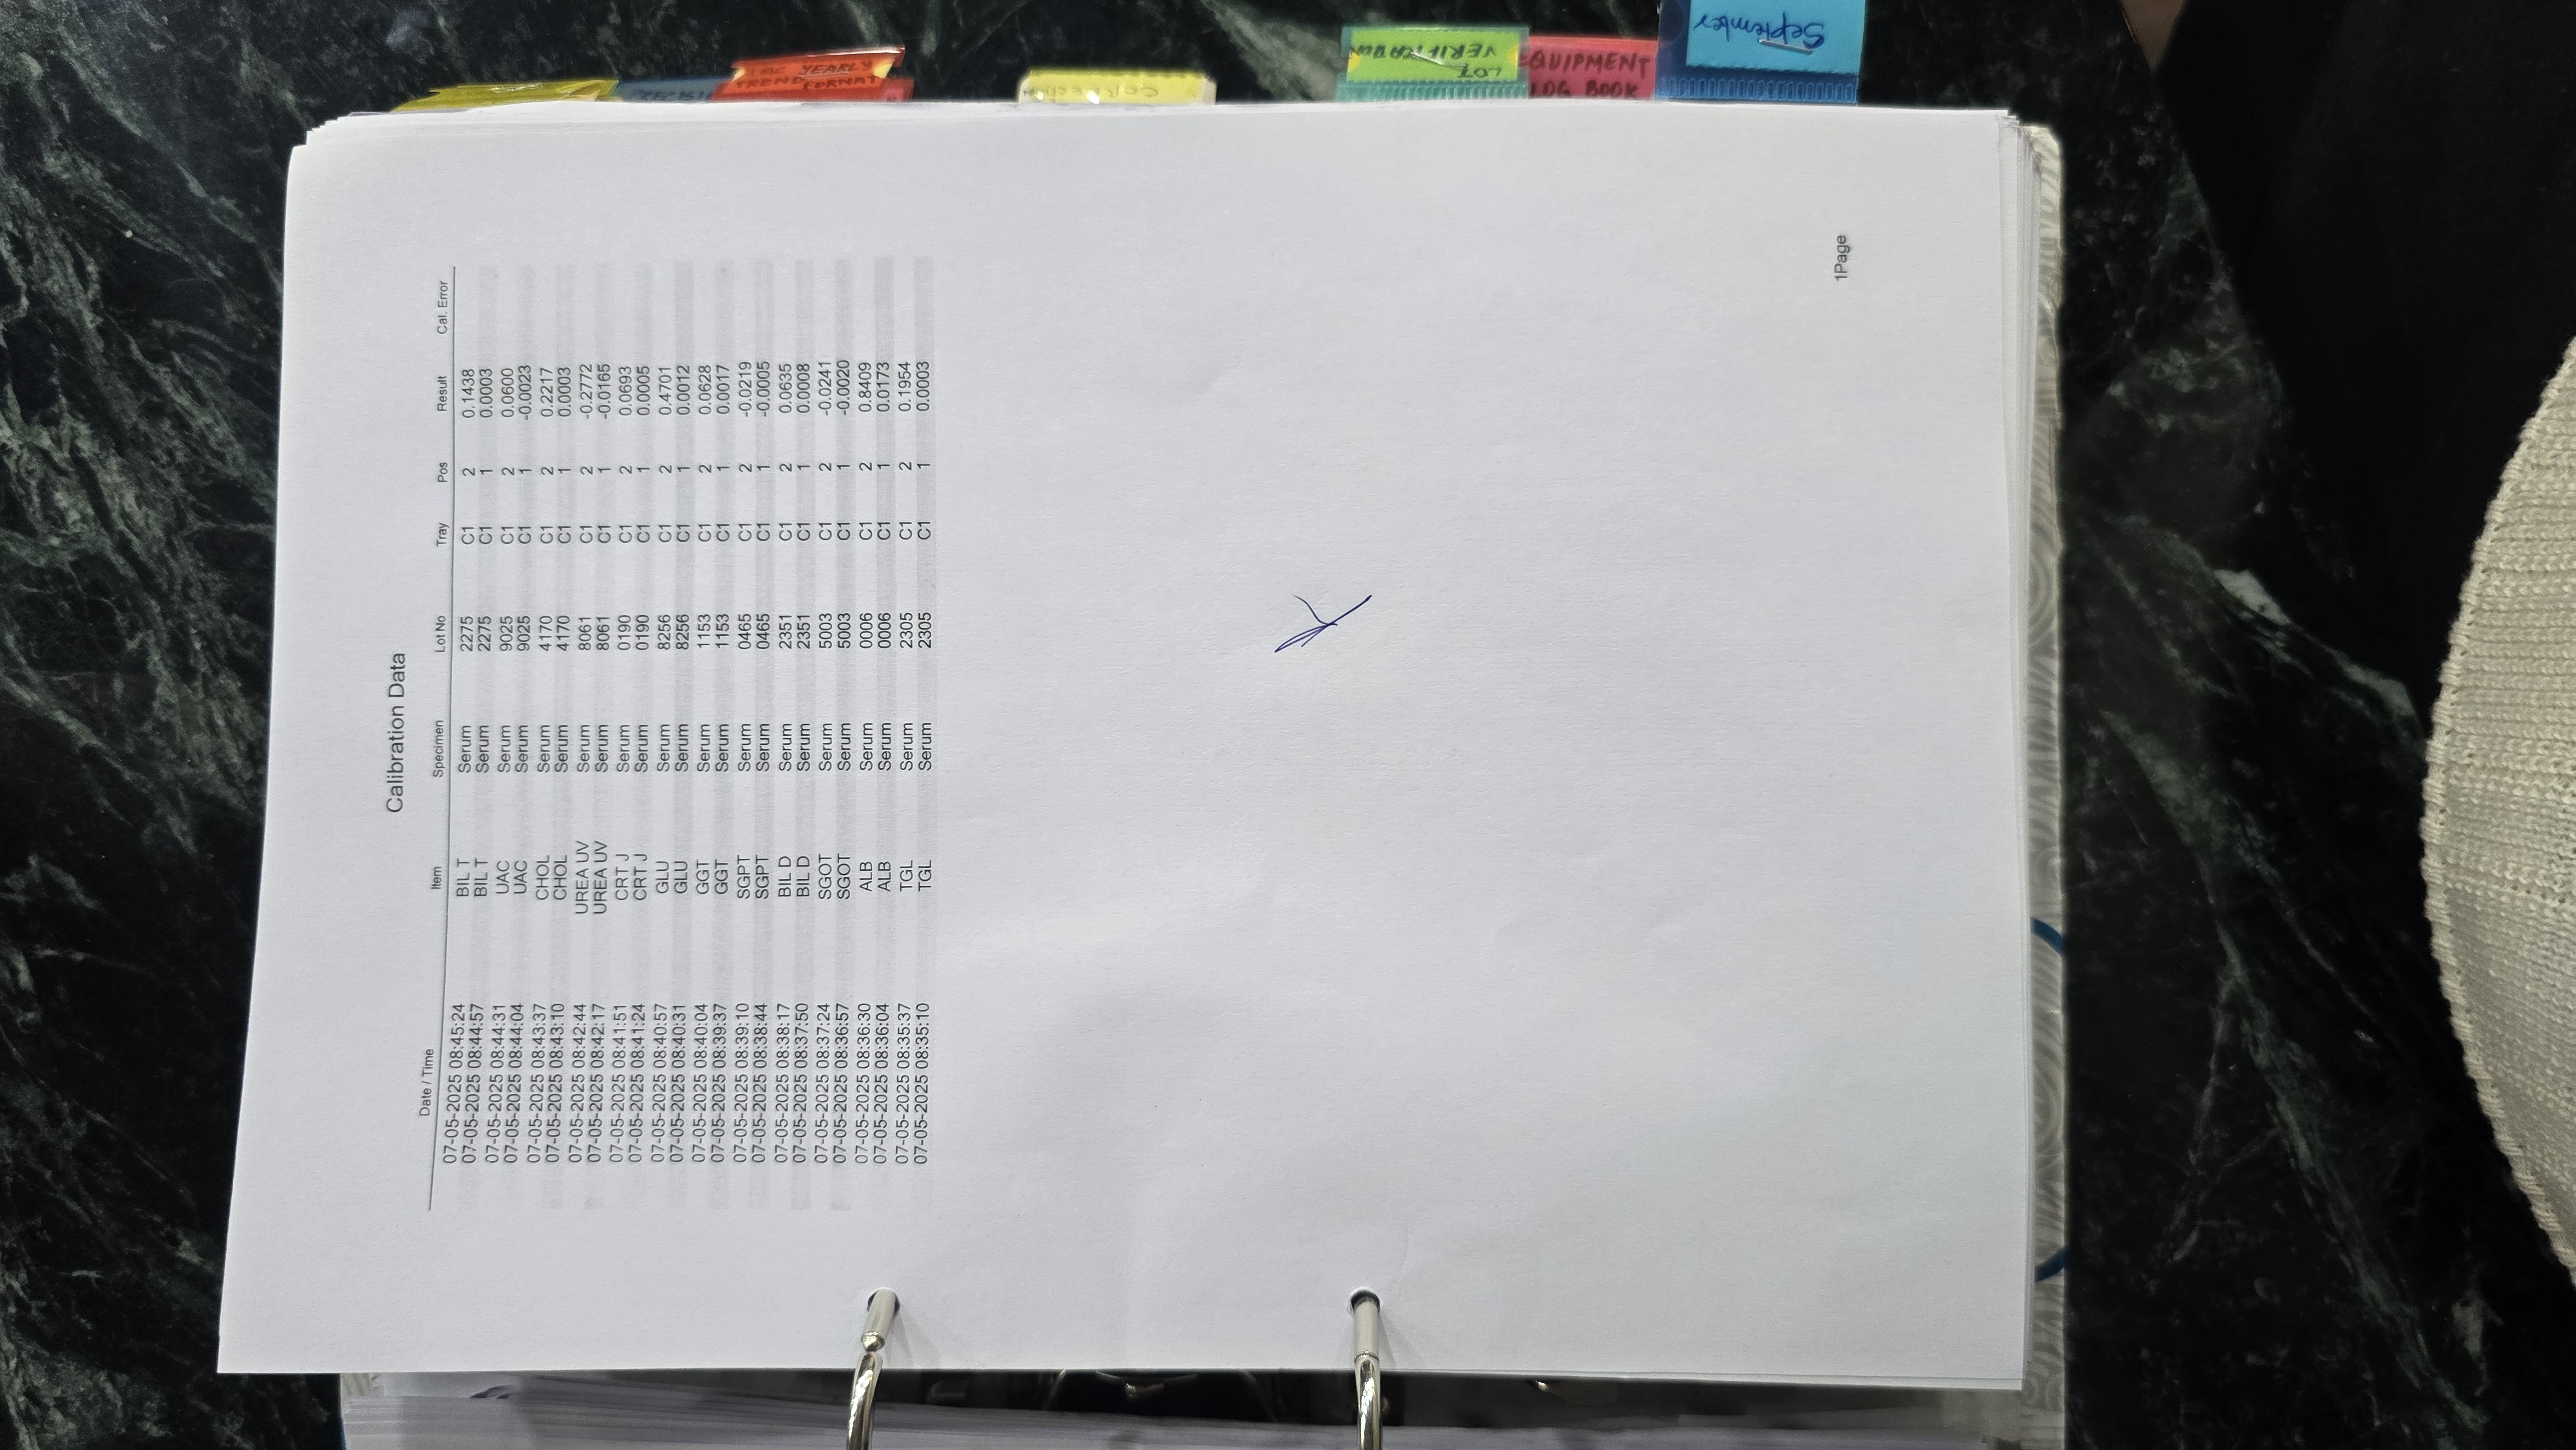 Calibration Data
Date / Time Item Specimen Lot No Tray Pos Result Cal. Error
07-05-2025 08:45:24 BIL T Serum 2275 C1 2 0.1438
07-05-2025 08:44:57 BIL T Serum 2275 C1 1 0.0003
07-05-2025 08:44:31 UAC Serum 9025 C1 2 0.0600
07-05-2025 08:44:04 UAC Serum 9025 C1 1 -0.0023
07-05-2025 08:43:37 CHOL Serum 4170 C1 2 0.2217
07-05-2025 08:43:10 CHOL Serum 4170 C1 1 0.0003
07-05-2025 08:42:44 UREA UV Serum 8061 C1 2 -0.2772
07-05-2025 08:42:17 UREA UV Serum 8061 C1 1 -0.0165
07-05-2025 08:41:51 CRT J Serum 0190 C1 2 0.0693
07-05-2025 08:41:24 CRT J Serum 0190 C1 1 0.0005
07-05-2025 08:40:57 GLU Serum 8256 C1 2 0.4701
07-05-2025 08:40:31 GLU Serum 8256 C1 1 0.0012
07-05-2025 08:40:04 GGT Serum 1153 C1 2 0.0628
07-05-2025 08:39:37 GGT Serum 1153 C1 1 0.0017
07-05-2025 08:39:10 SGPT Serum 0465 C1 2 -0.0219
07-05-2025 08:38:44 SGPT Serum 0465 C1 1 -0.0005
07-05-2025 08:38:17 BIL D Serum 2351 C1 2 0.0635
07-05-2025 08:37:50 BIL D Serum 2351 C1 1 0.0008
07-05-2025 08:37:24 SGOT Serum 5003 C1 2 -0.0241
07-05-2025 08:36:57 SGOT Serum 5003 C1 1 -0.0020
07-05-2025 08:36:30 ALB Serum 0006 C1 2 0.8409
07-05-2025 08:36:04 ALB Serum 0006 C1 1 0.0173
07-05-2025 08:35:37 TGL Serum 2305 C1 2 0.1954
07-05-2025 08:35:10 TGL Serum 2305 C1 1 0.0003
1Page
LOT
VERIFICATION
EQUIPMENT
LOG BOOK
September